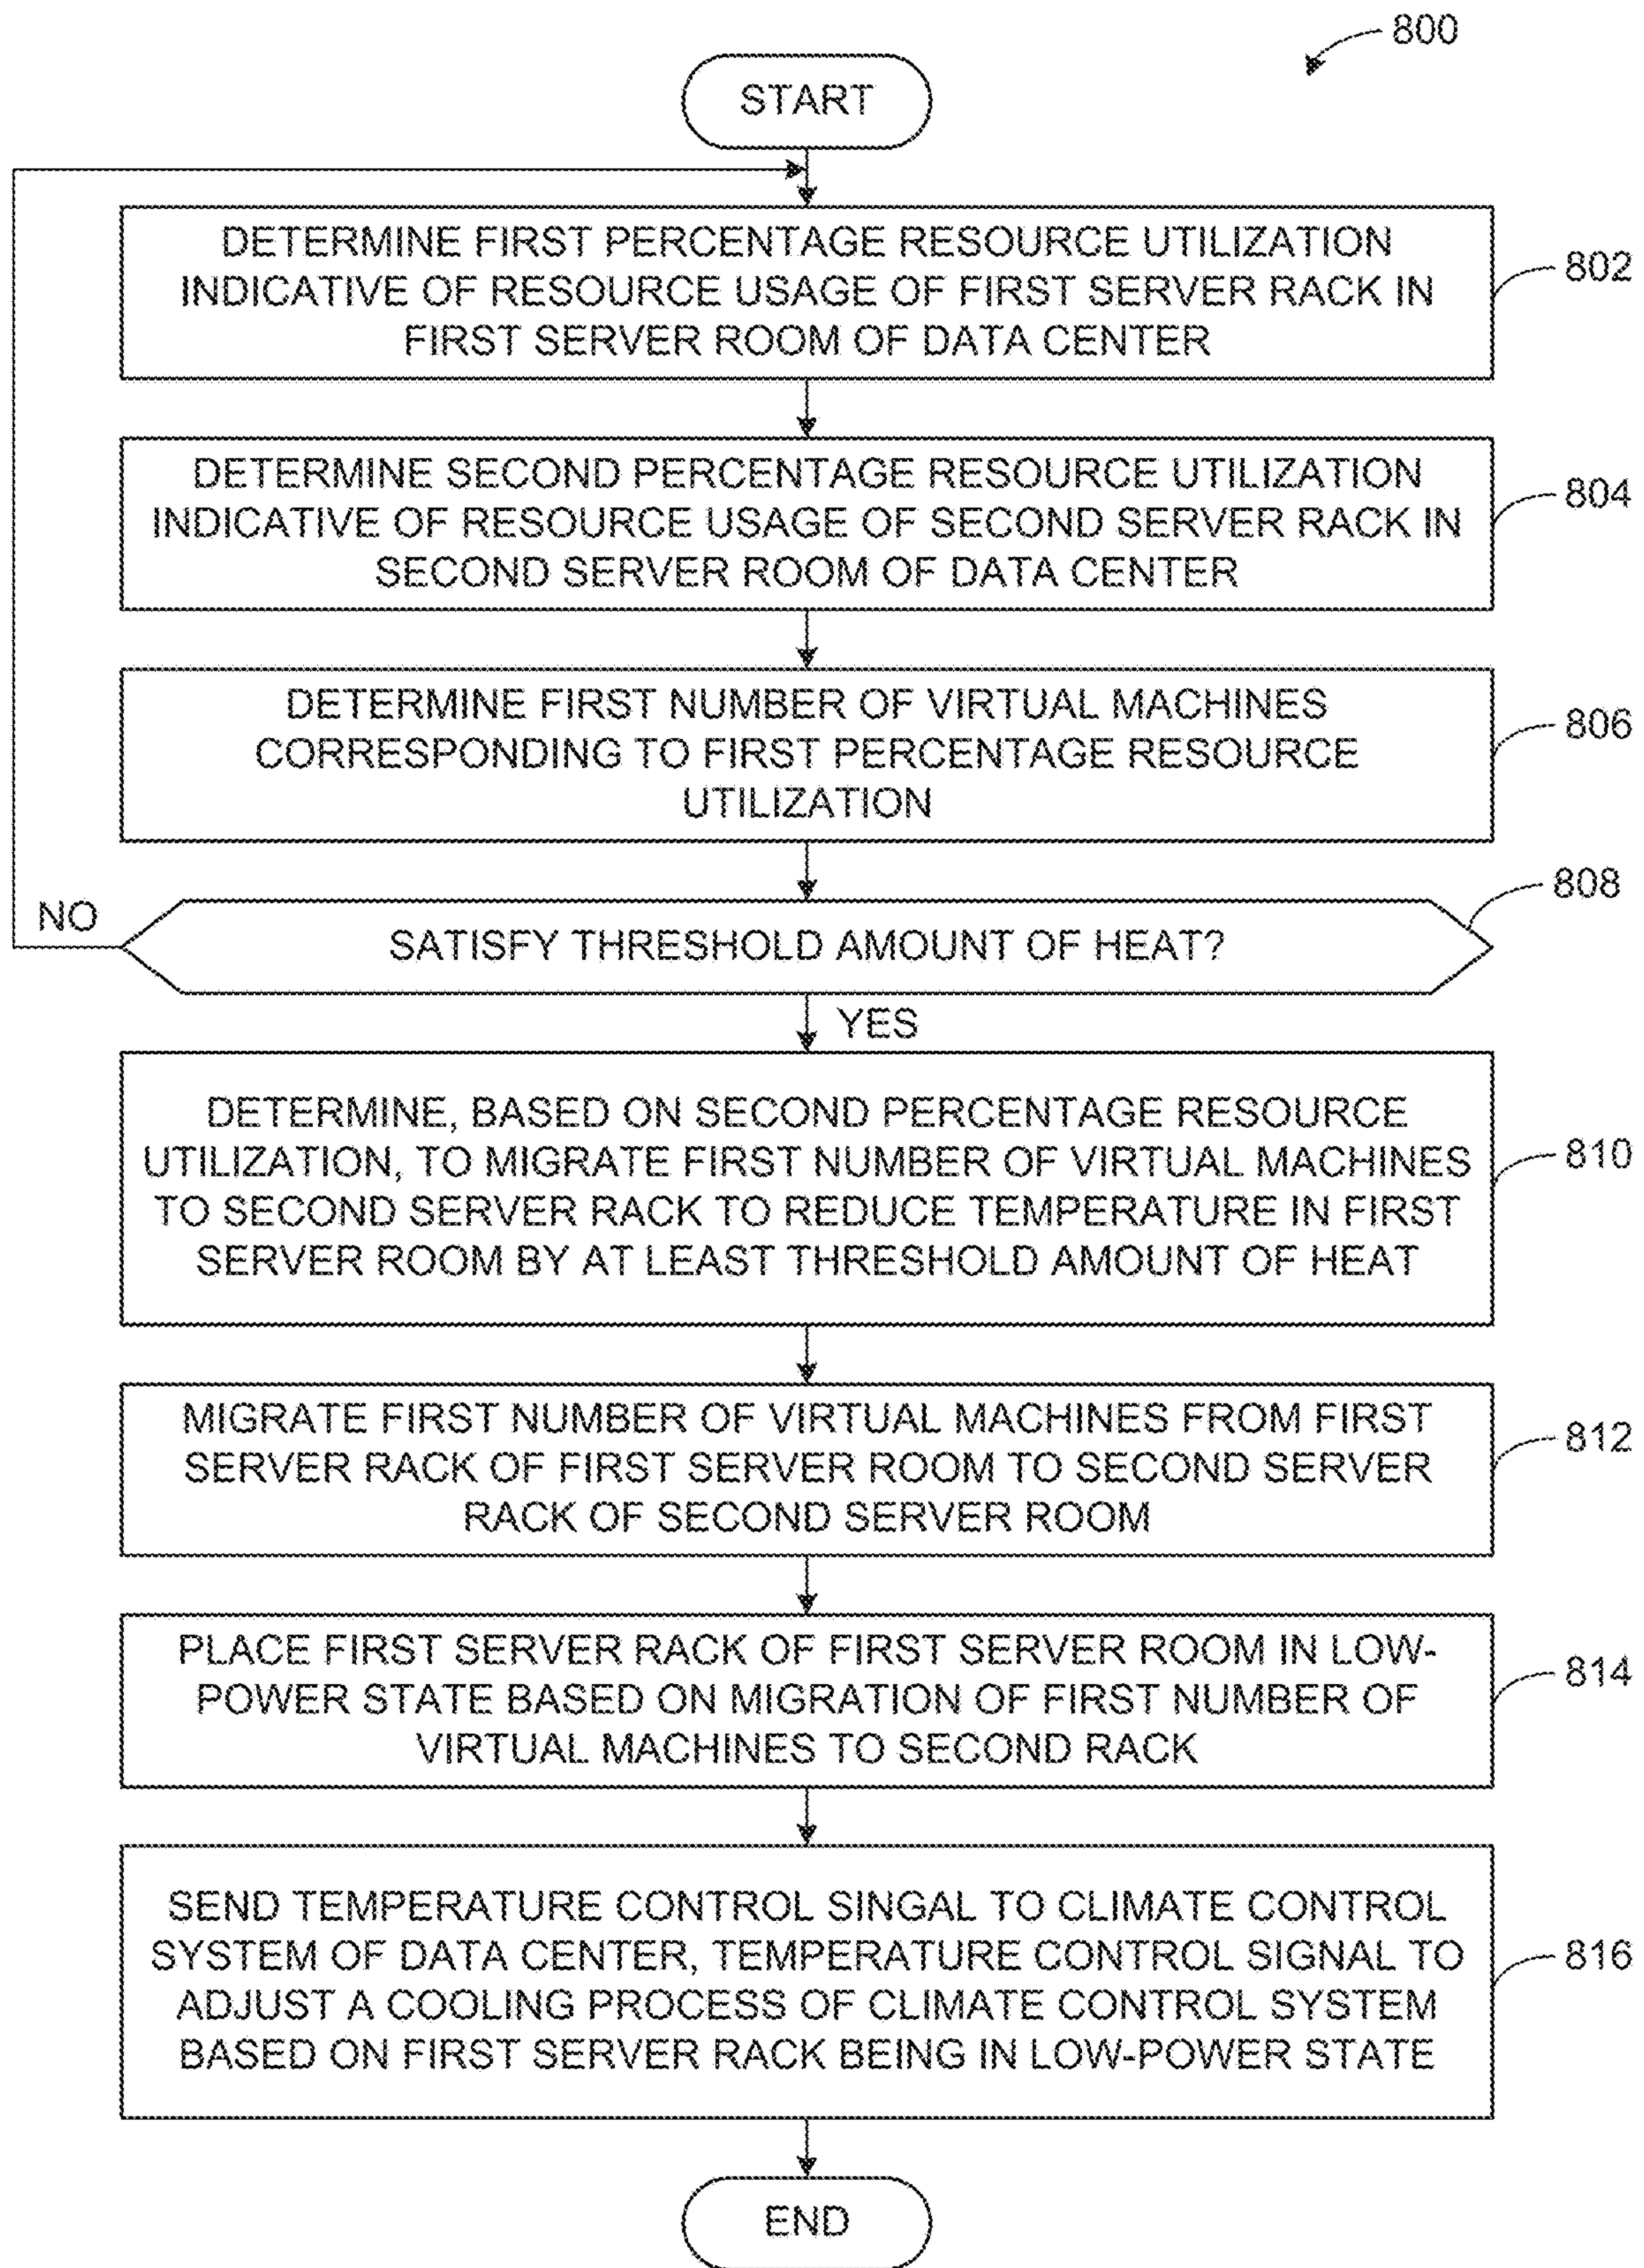 800
START
DETERMINE FIRST PERCENTAGE RESOURCE UTILIZATION
INDICATIVE OF RESOURCE USAGE OF FIRST SERVER RACK IN
FIRST SERVER ROOM OF DATA CENTER
802
DETERMINE SECOND PERCENTAGE RESOURCE UTILIZATION
INDICATIVE OF RESOURCE USAGE OF SECOND SERVER RACK IN
SECOND SERVER ROOM OF DATA CENTER
804
DETERMINE FIRST NUMBER OF VIRTUAL MACHINES
CORRESPONDING TO FIRST PERCENTAGE RESOURCE
UTILIZATION
806
NO
SATISFY THRESHOLD AMOUNT OF HEAT?
808
YES
DETERMINE, BASED ON SECOND PERCENTAGE RESOURCE
UTILIZATION, TO MIGRATE FIRST NUMBER OF VIRTUAL MACHINES
TO SECOND SERVER RACK TO REDUCE TEMPERATURE IN FIRST
SERVER ROOM BY AT LEAST THRESHOLD AMOUNT OF HEAT
810
MIGRATE FIRST NUMBER OF VIRTUAL MACHINES FROM FIRST
SERVER RACK OF FIRST SERVER ROOM TO SECOND SERVER
RACK OF SECOND SERVER ROOM
812
PLACE FIRST SERVER RACK OF FIRST SERVER ROOM IN LOW-
POWER STATE BASED ON MIGRATION OF FIRST NUMBER OF
VIRTUAL MACHINES TO SECOND RACK
814
SEND TEMPERATURE CONTROL SINGAL TO CLIMATE CONTROL
SYSTEM OF DATA CENTER, TEMPERATURE CONTROL SIGNAL TO
ADJUST A COOLING PROCESS OF CLIMATE CONTROL SYSTEM
BASED ON FIRST SERVER RACK BEING IN LOW-POWER STATE
816
END